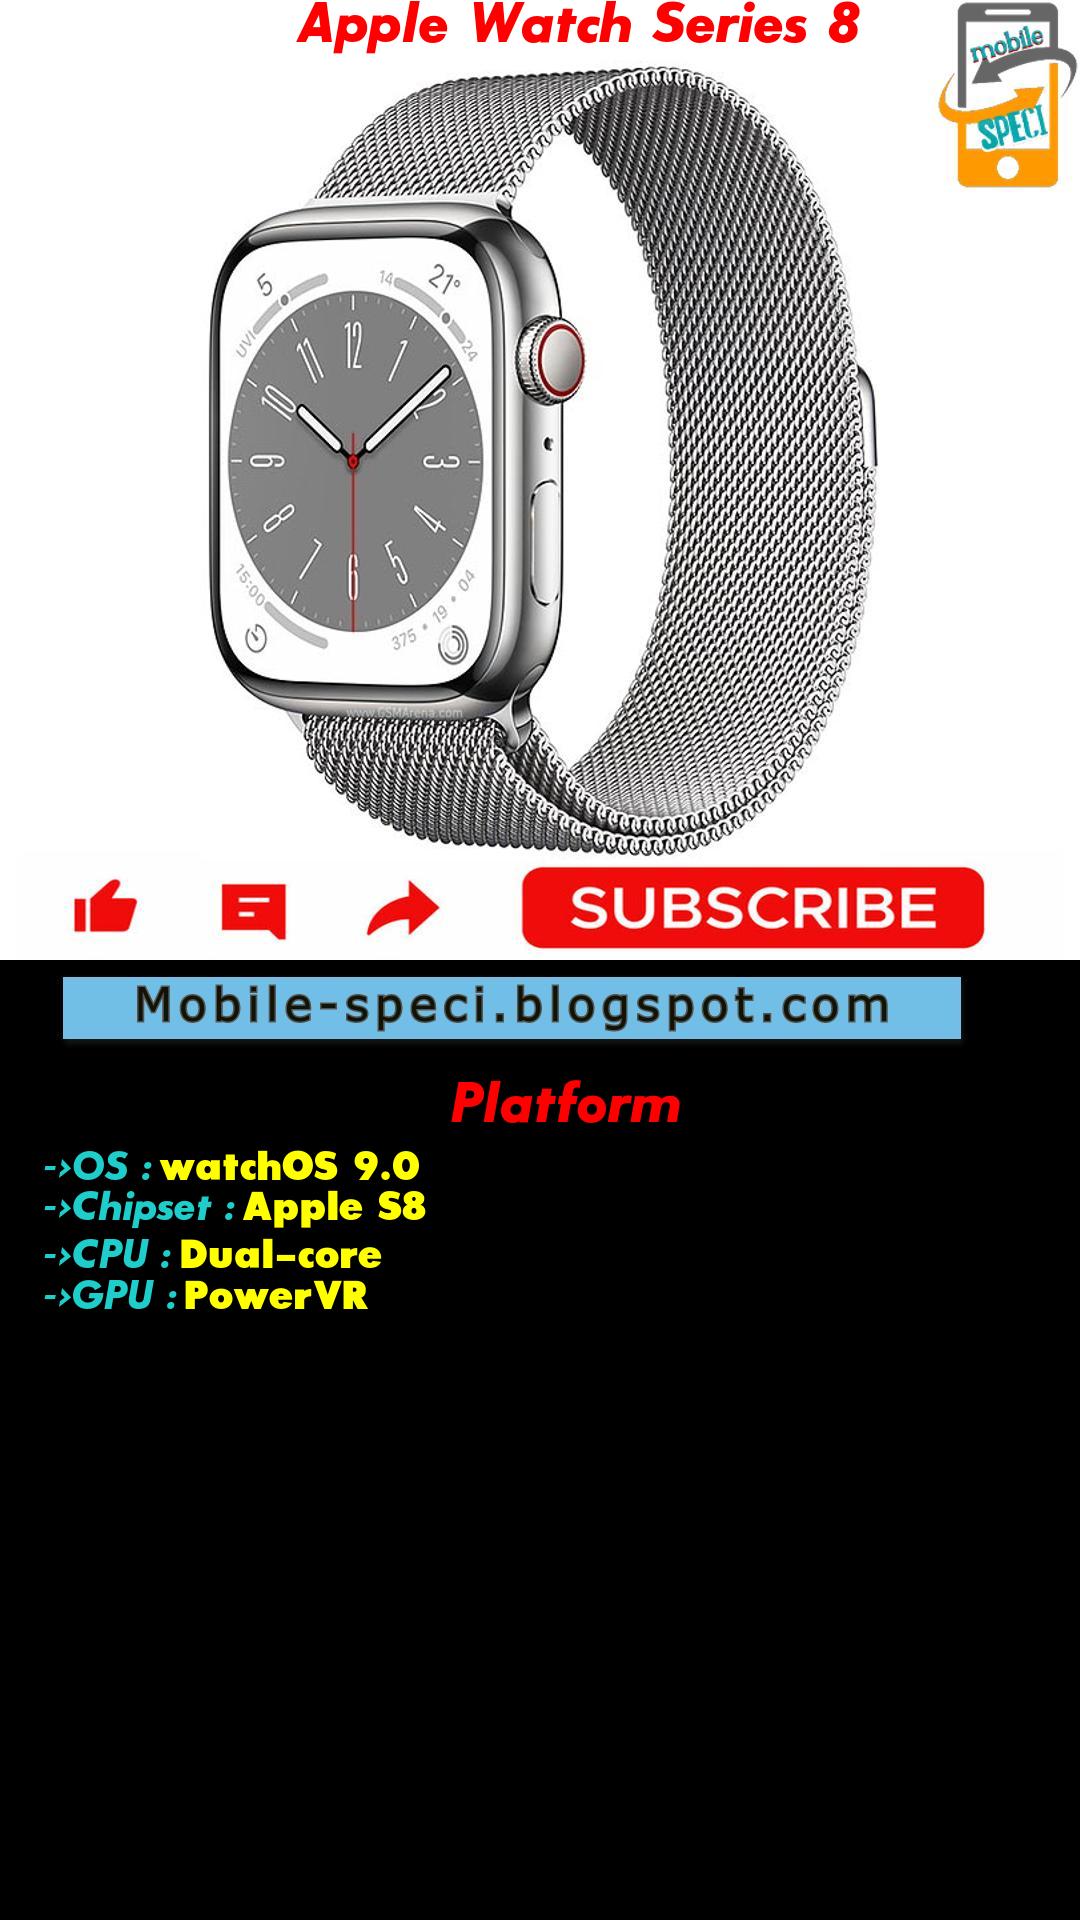 Apple Watch Series 8
mobile
SPECI
5
14
21°
UVI
24
12
11
1
10
2
9
3
8
4
7
5
6
15:00
375 • 19 • 04
www.GSMArena.com
SUBSCRIBE
Mobile-speci.blogspot.com
Platform
->OS : watchOS 9.0
->Chipset : Apple S8
->CPU : Dual-core
->GPU : PowerVR